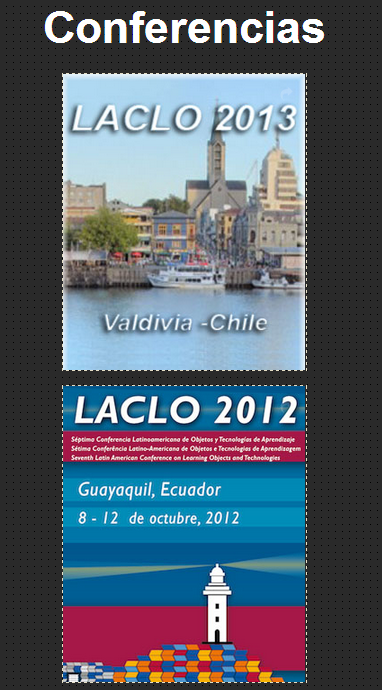 Conferencias
LACLO 2013
Valdivia -Chile
LACLO 2012
Séptima Conferencia Latinoamericana de Objetos y Tecnologías de Aprendizaje
Sétima Conferência Latino-Americana de Objetos e Tecnologias de Aprendizagem
Seventh Latin American Conference on Learning Objects and Technologies
Guayaquil, Ecuador
8 - 12 de octubre, 2012